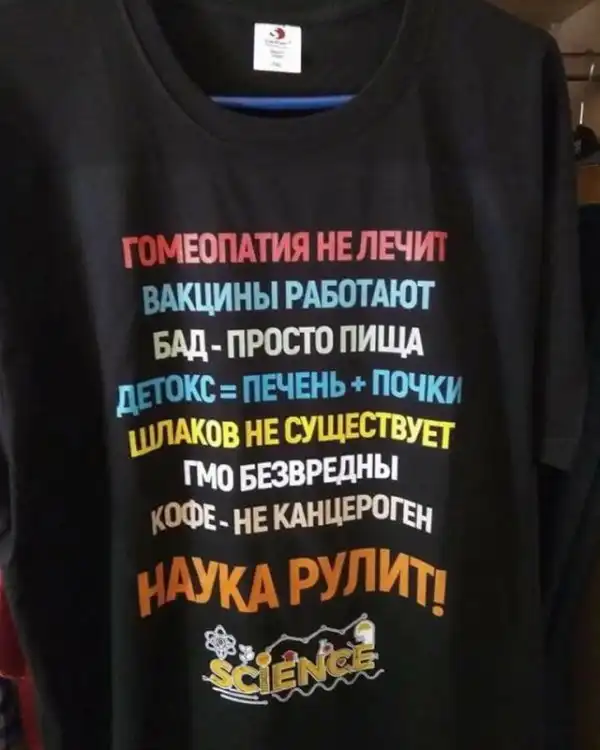 ГОМЕОПАТИЯ НЕ ЛЕЧИТ
ВАКЦИНЫ РАБОТАЮТ
БАД - ПРОСТО ПИЩА
ДЕТОКС = ПЕЧЕНЬ + ПОЧКИ
ШЛАКОВ НЕ СУЩЕСТВУЕТ
ГМО БЕЗВРЕДНЫ
КОФЕ - НЕ КАНЦЕРОГЕН
НАУКА РУЛИТ!
SCIENCE